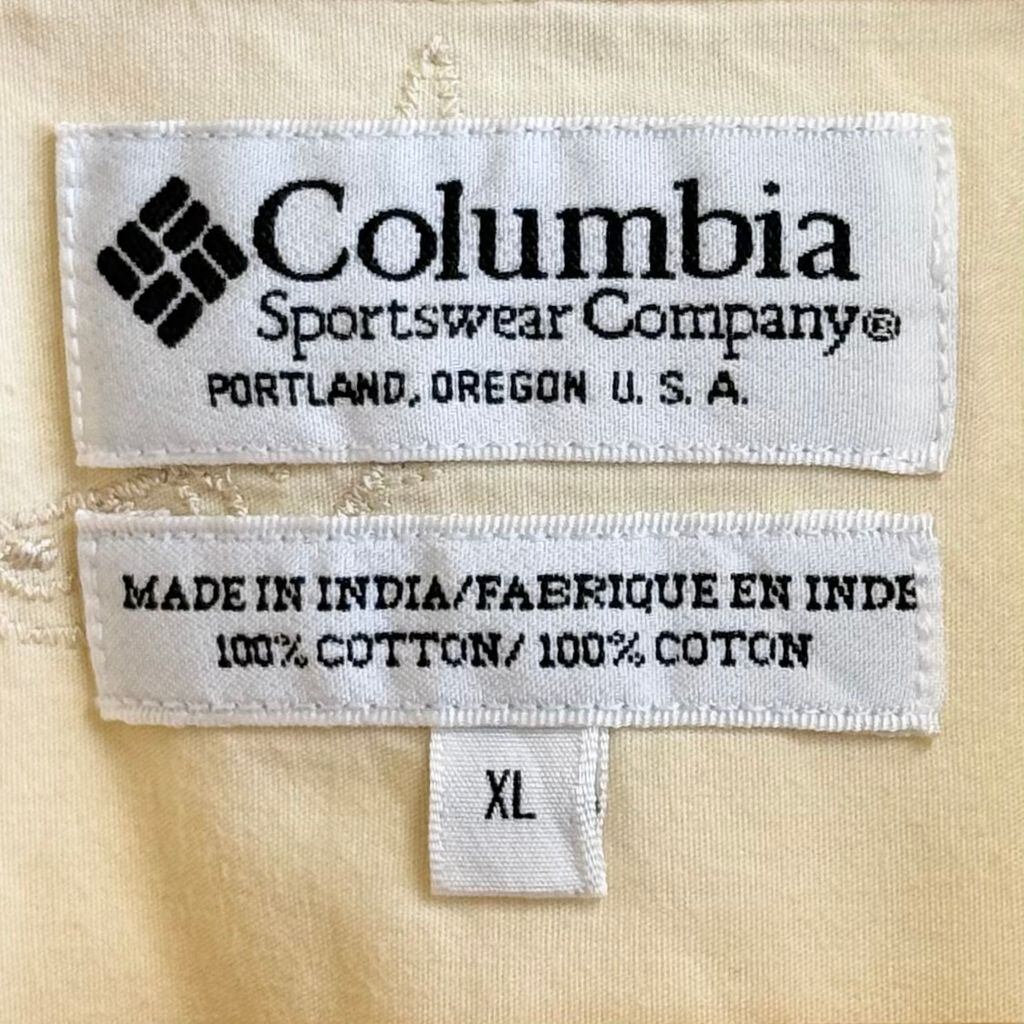 Columbia
Sportswear Company®
PORTLAND, OREGON U. S. A.
MADE IN INDIA/FABRIQUE EN INDE
100% COTTON/ 100% COTON
XL